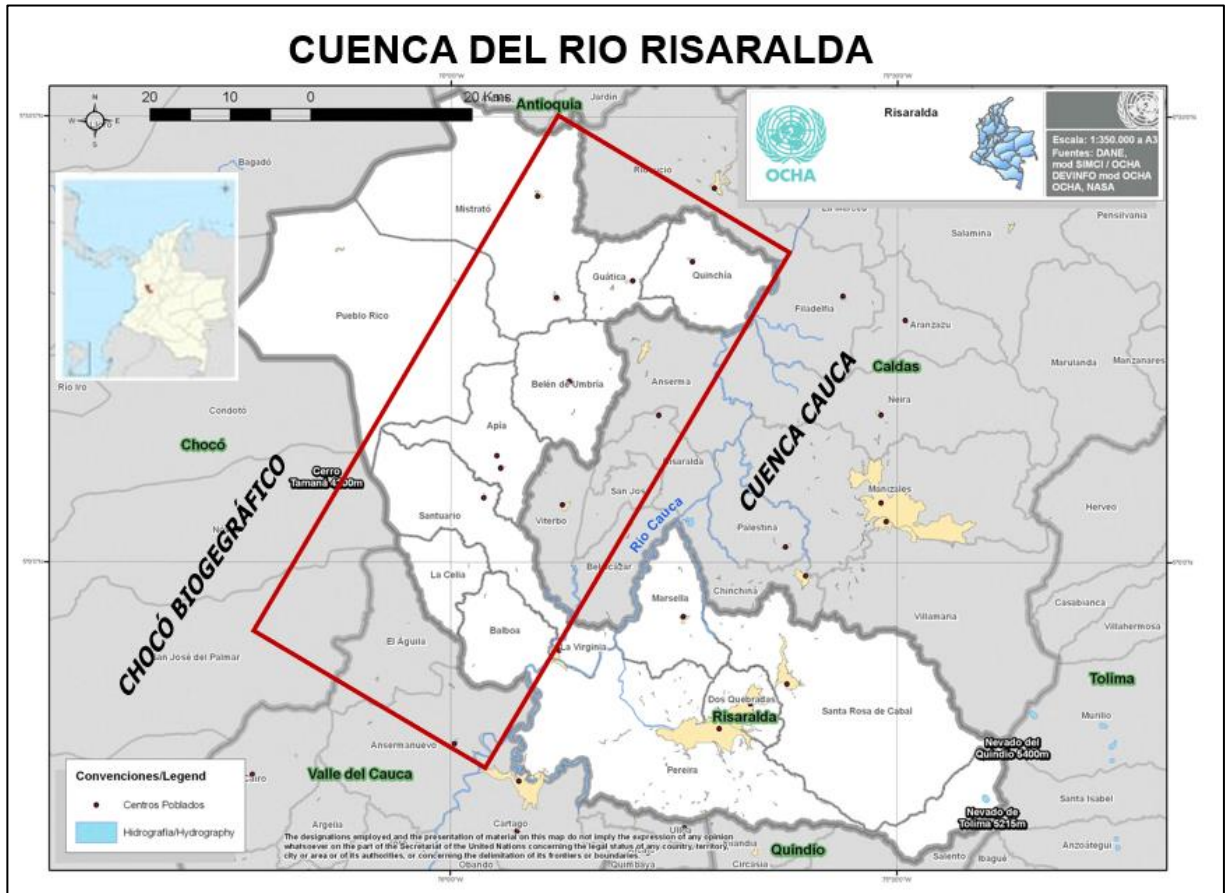 CUENCA DEL RIO RISARALDA
20 10 0 20 Kms.
Antioquia
Jardín
Bagadó
Mistrató
OCHA
Risaralda
Escala: 1:350.000 a A3
Fuentes: DANE,
mod SIMCI / OCHA
DEVINFO mod OCHA
OCHA, NASA
Pensilvania
Salamina
Guática
Quinchía
Pueblo Rico
Filadelfia
Aranzazu
Marulanda
Manzanares
Río Iro
Belén de Umbría
Anserma
Caldas
Neira
Condotó
Chocó
Apía
CUENCA CAUCA
Cerro
Tamaná 4200m
Risaralda
San José
Manizales
Herveo
CHOCÓ BIOGEGRÁFICO
Santuario
Viterbo
Río Cauca
Palestina
La Celia
Belalcázar
Marsella
Chinchiná
Villamaría
Casabianca
Villahermosa
El Águila
Balboa
La Virginia
San José del Palmar
Tolima
Dos Quebradas
Risaralda
Santa Rosa de Cabal
Murillo
Ansermanuevo
Nevado del
Quindío 5400m
Convenciones/Legend
Valle del Cauca
Pereira
Centros Poblados
Hidrografía/Hydrography
Nevado de
Tolima 5215m
Santa Isabel
Argelia
Cartago
The designations employed and the presentation of material on this map do not imply the expression of any opinion
whatsoever on the part of the Secretariat of the United Nations concerning the legal status of any country, territory,
city or area or of its authorities, or concerning the delimitation of its frontiers or boundaries.
Quindío
Obando
Quimbaya
Circasia
Salento
Ibagué
Anzoátegui